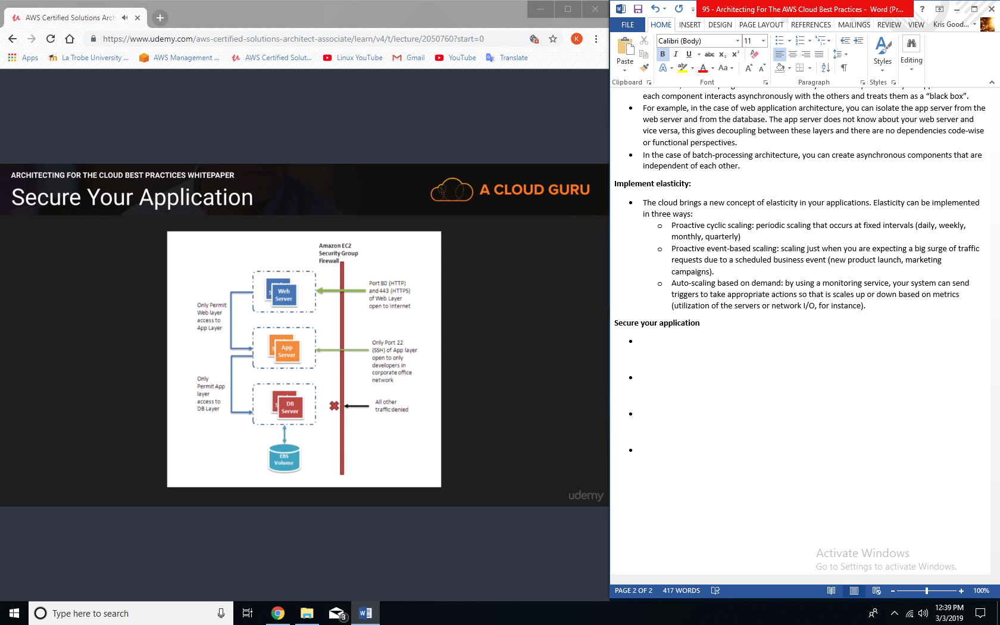 AWS Certified Solutions Arch
https://www.udemy.com/aws-certified-solutions-architect-associate/learn/v4/t/lecture/2050760?start=0
K
Apps
La Trobe University ...
AWS Management ...
AWS Certified Solut...
Linux YouTube
Gmail
YouTube
Translate
ARCHITECTING FOR THE CLOUD BEST PRACTICES WHITEPAPER
Secure Your Application
A CLOUD GURU
Amazon EC2
Security Group
Firewall
Web
Server
Port 80 (HTTP)
and 443 (HTTPS)
of Web Layer
open to Internet
Only Permit
Web layer
access to
App Layer
App
Server
Only Port 22
(SSH) of App layer
open to only
developers in
corporate office
network
Only
Permit App
layer
access to
DB Layer
DB
Server
All other
traffic denied
EBS
Volume
udemy
95 - Architecting For The AWS Cloud Best Practices - Word (Pr...
FILE
HOME
INSERT
DESIGN
PAGE LAYOUT
REFERENCES
MAILINGS
REVIEW
VIEW
Kris Good...
Paste
Calibri (Body)
11
Styles
Editing
Clipboard
Font
Paragraph
Styles
each component interacts asynchronously with the others and treats them as a “black box”.
• For example, in the case of web application architecture, you can isolate the app server from the
web server and from the database. The app server does not know about your web server and
vice versa, this gives decoupling between these layers and there are no dependencies code-wise
or functional perspectives.
• In the case of batch-processing architecture, you can create asynchronous components that are
independent of each other.
Implement elasticity:
• The cloud brings a new concept of elasticity in your applications. Elasticity can be implemented
in three ways:
o Proactive cyclic scaling: periodic scaling that occurs at fixed intervals (daily, weekly,
monthly, quarterly)
o Proactive event-based scaling: scaling just when you are expecting a big surge of traffic
requests due to a scheduled business event (new product launch, marketing
campaigns).
o Auto-scaling based on demand: by using a monitoring service, your system can send
triggers to take appropriate actions so that is scales up or down based on metrics
(utilization of the servers or network I/O, for instance).
Secure your application
Activate Windows
Go to Settings to activate Windows.
PAGE 2 OF 2
417 WORDS
100%
Type here to search
3
12:39 PM
3/3/2019